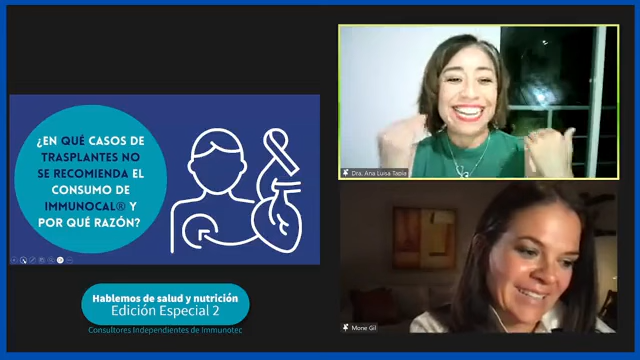 ¿EN QUÉ CASOS DE
TRASPLANTES NO
SE RECOMIENDA EL
CONSUMO DE
IMMUNOCAL® Y
POR QUÉ RAZÓN?
Hablemos de salud y nutrición
Edición Especial 2
Consultores Independientes de Immunotec
Dra. Ana Luisa Tapia
Mone Gil